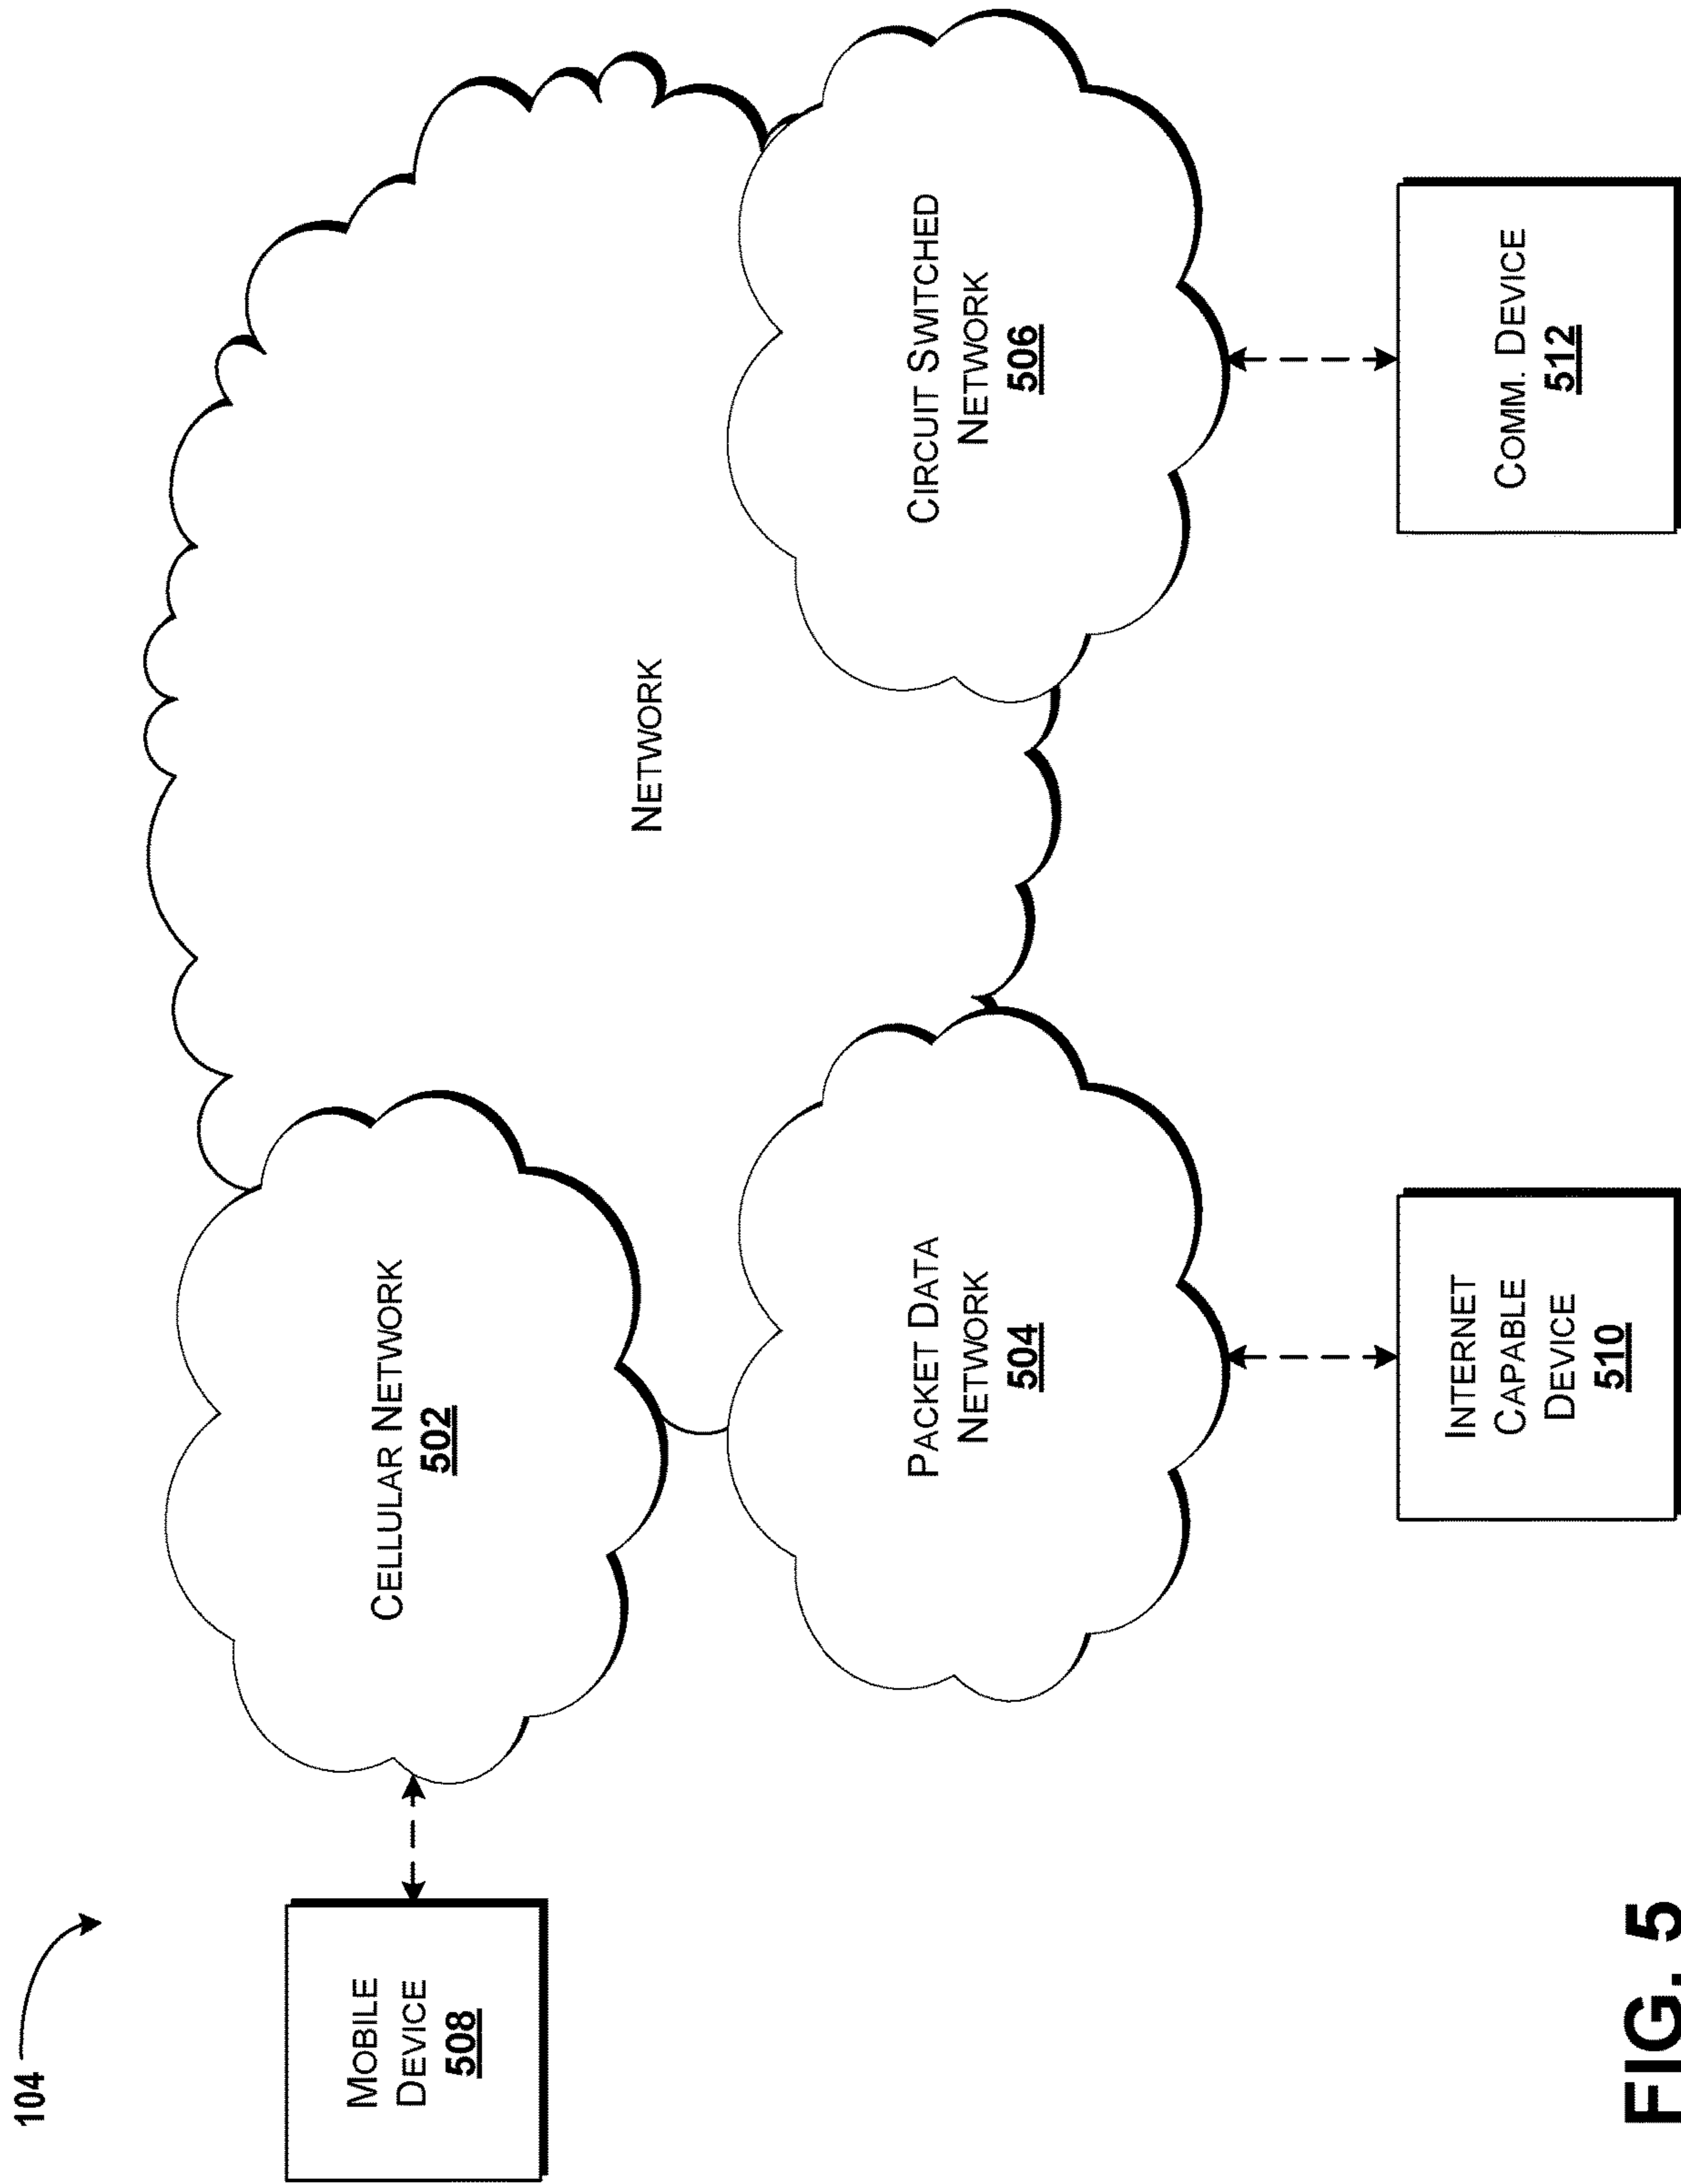 104
MOBILE
DEVICE
508
CELLULAR NETWORK
502
NETWORK
PACKET DATA
NETWORK
504
CIRCUIT SWITCHED
NETWORK
506
INTERNET
CAPABLE
DEVICE
510
COMM. DEVICE
512
FIG. 5